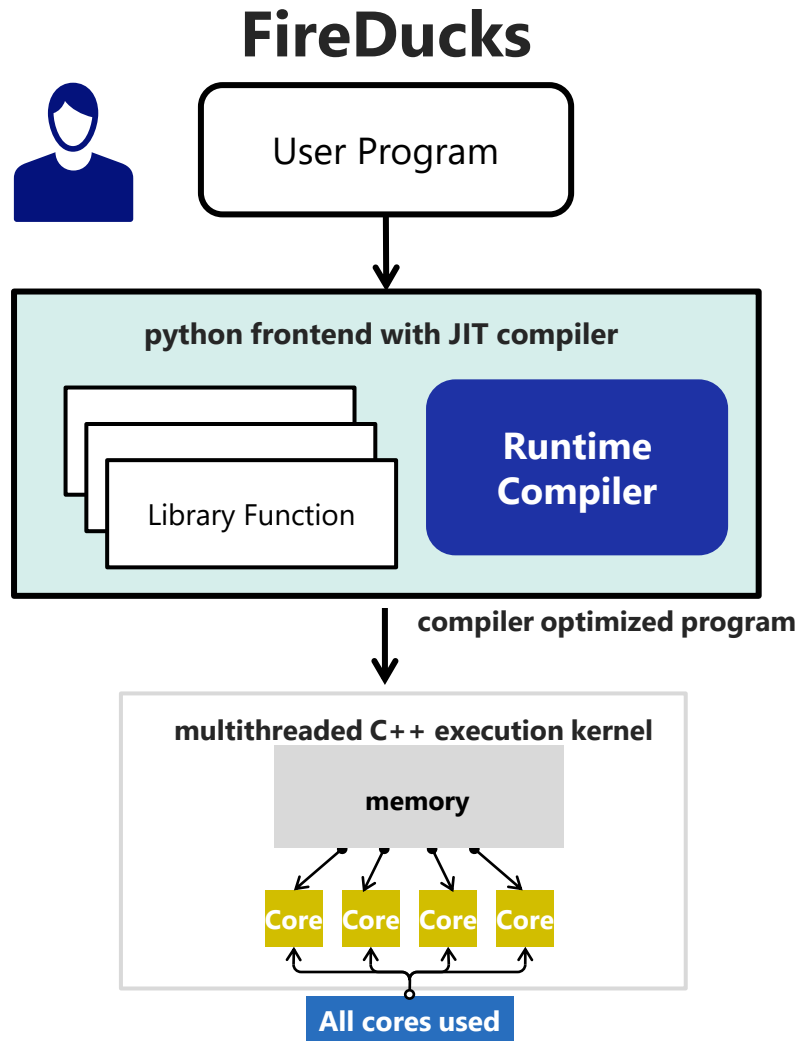 FireDucks
User Program
python frontend with JIT compiler
Runtime
Compiler
Library Function
compiler optimized program
multithreaded C++ execution kernel
memory
Core Core Core Core
All cores used